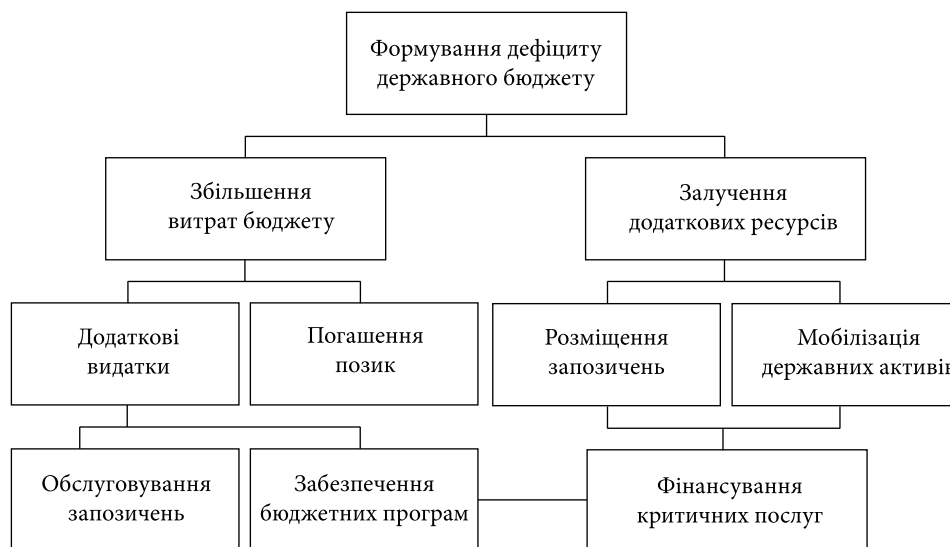 Формування дефіциту
державного бюджету
Збільшення
витрат бюджету
Залучення
додаткових ресурсів
Додаткові
видатки
Погашення
позик
Розміщення
запозичень
Мобілізація
державних активів
Обслуговування
запозичень
Забезпечення
бюджетних програм
Фінансування
критичних послуг